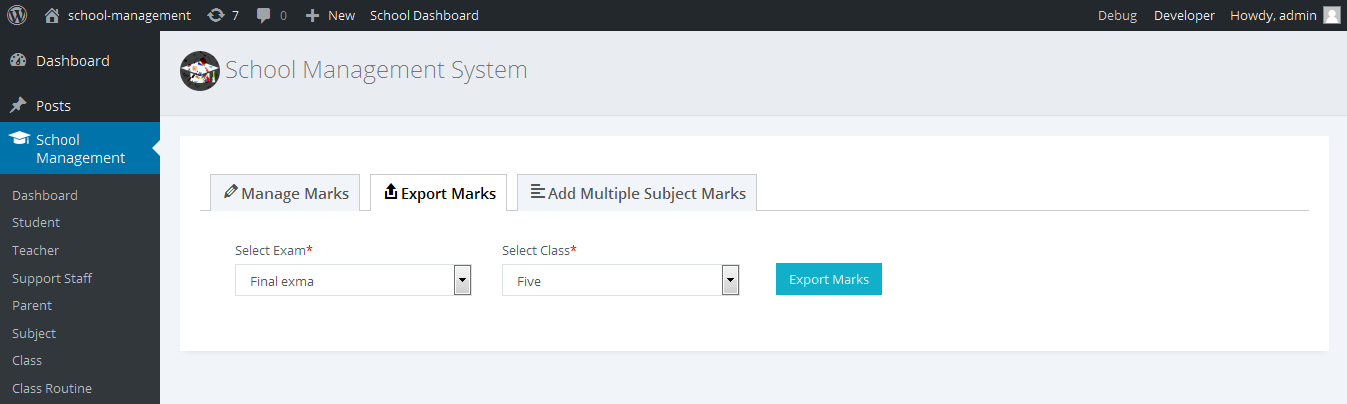 school-management 7 0 New School Dashboard Debug Developer Howdy, admin
Dashboard
Posts
School
Management
Dashboard
Student
Teacher
Support Staff
Parent
Subject
Class
Class Routine
School Management System
Manage Marks Export Marks Add Multiple Subject Marks
Select Exam* Select Class*
Final exma Five Export Marks